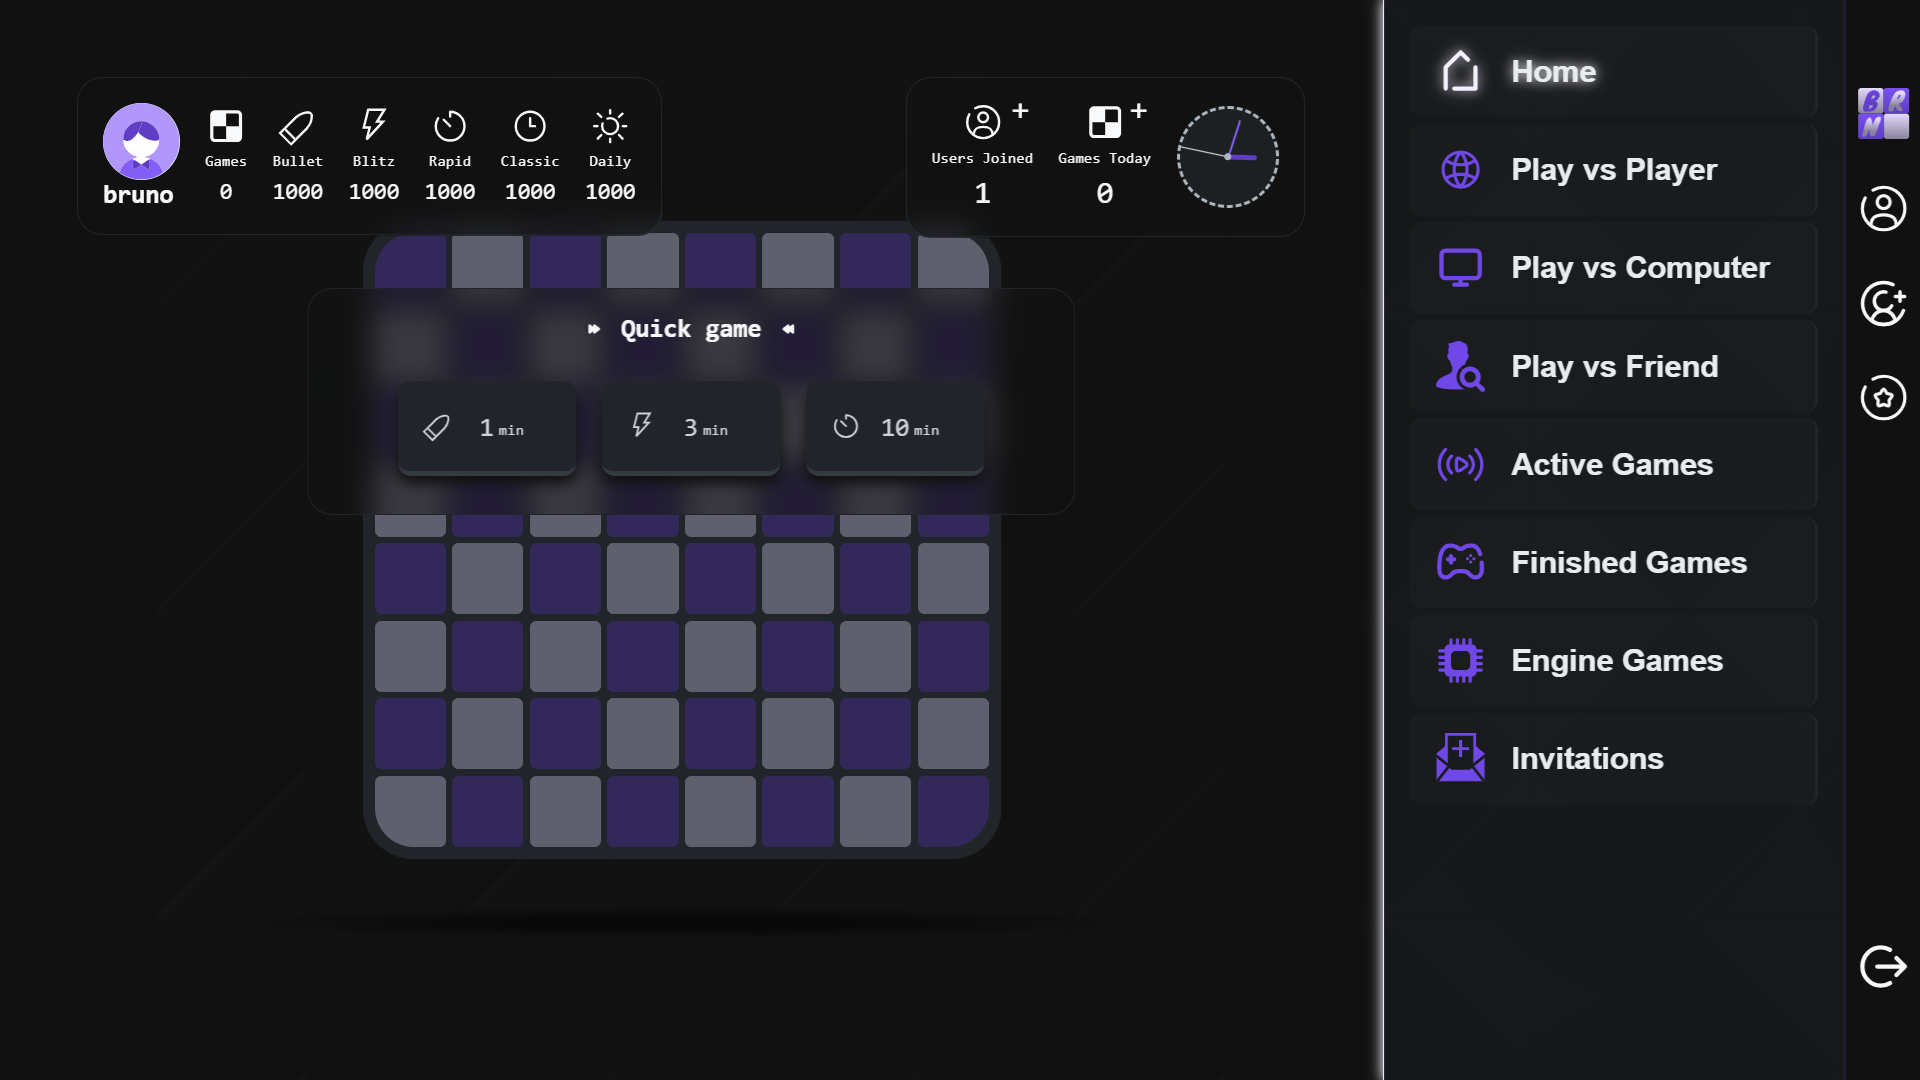 Games Bullet Blitz Rapid Classic Daily
bruno 0 1000 1000 1000 1000 1000
Users Joined Games Today
1 0
Quick game
1 min 3 min 10 min
Home
Play vs Player
Play vs Computer
Play vs Friend
Active Games
Finished Games
Engine Games
Invitations
B R
N